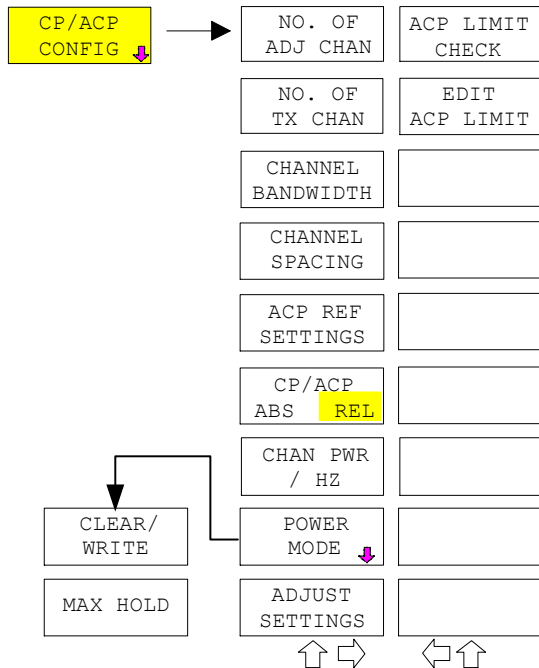 CP/ACP
CONFIG
NO. OF
ADJ CHAN
ACP LIMIT
CHECK
NO. OF
TX CHAN
EDIT
ACP LIMIT
CHANNEL
BANDWIDTH
CHANNEL
SPACING
ACP REF
SETTINGS
CP/ACP
ABS REL
CHAN PWR
/ HZ
CLEAR/
WRITE
POWER
MODE
MAX HOLD
ADJUST
SETTINGS